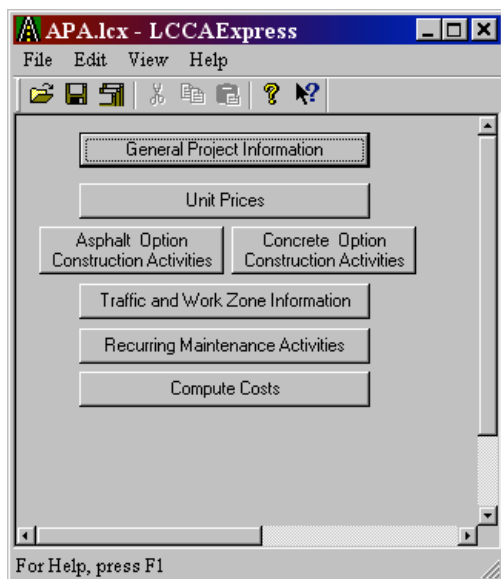 APA.lcx - LCCAExpress
File Edit View Help
General Project Information
Unit Prices
Asphalt Option
Construction Activities
Concrete Option
Construction Activities
Traffic and Work Zone Information
Recurring Maintenance Activities
Compute Costs
For Help, press F1